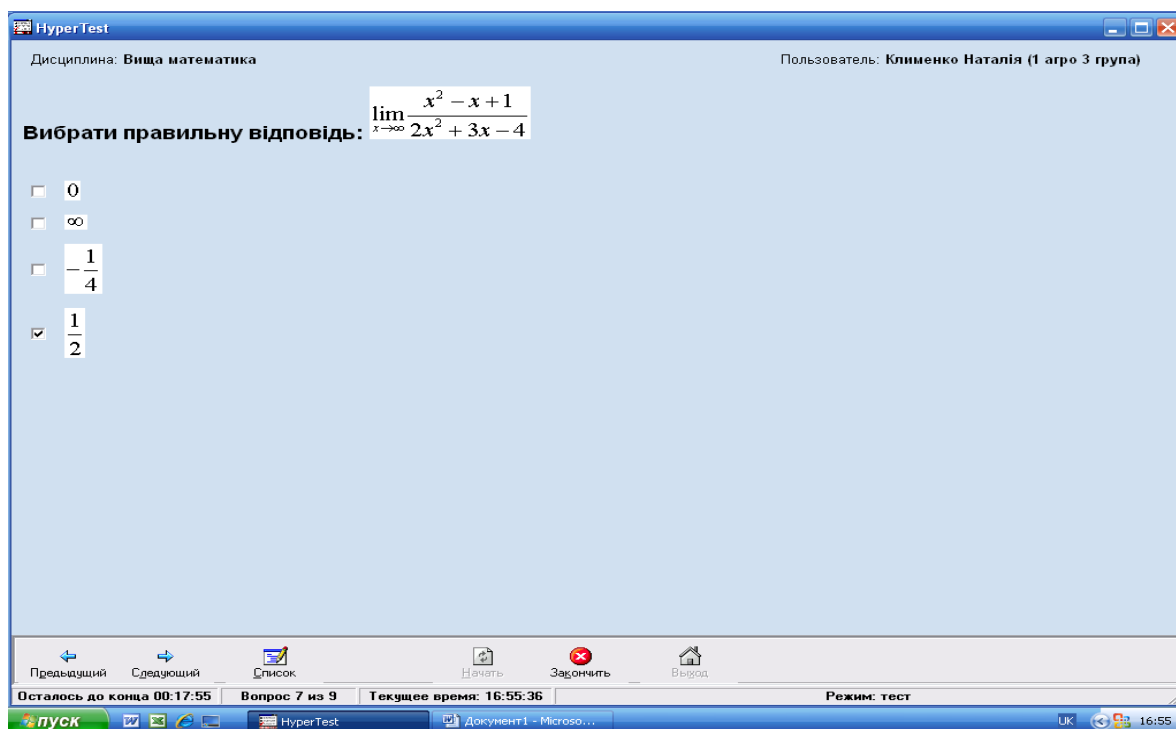 HyperTest
Дисциплина: Вища математика
Пользователь: Клименко Наталія (1 агро 3 група)
Вибрати правильну відповідь: lim x→∞ (x² − x + 1)/(2x² + 3x − 4)
0
∞
−1/4
1/2
Предыдущий Следующий Список Начать Закончить Выход
Осталось до конца 00:17:55 Вопрос 7 из 9 Текущее время: 16:55:36 Режим: тест
пуск HyperTest Документ1 - Microso... UK 16:55